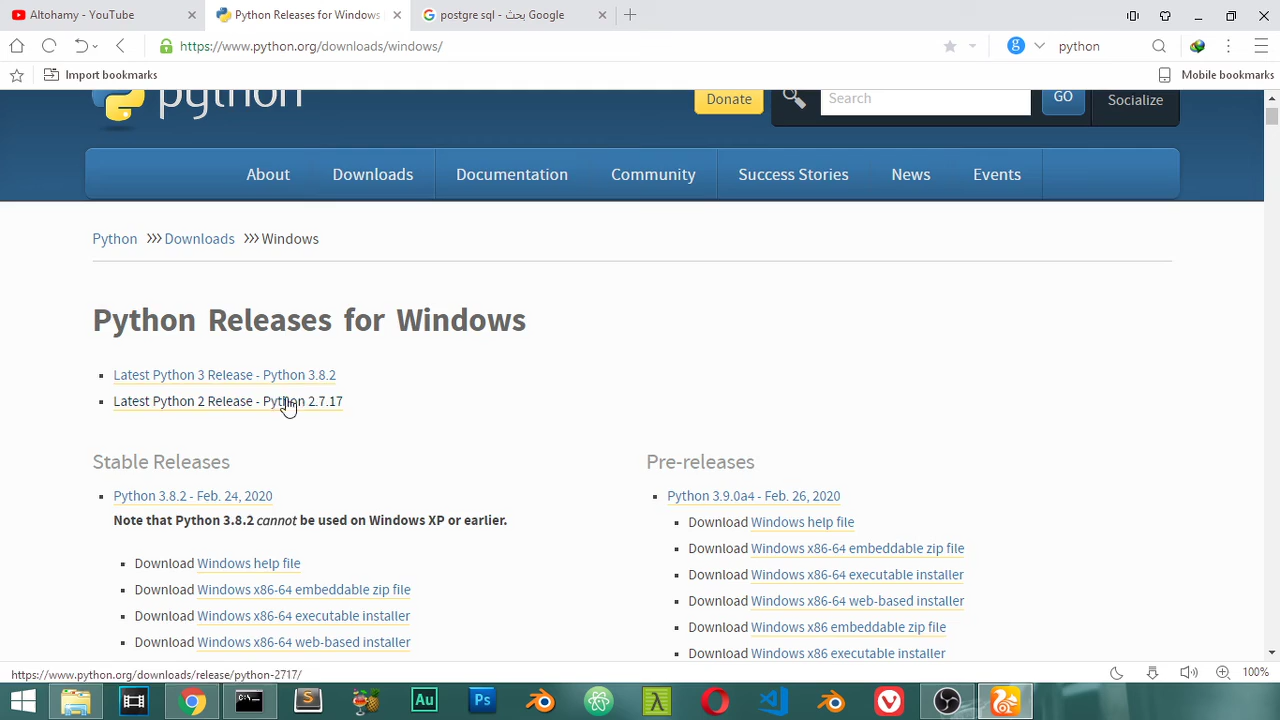 Altohamy - YouTube
Python Releases for Windows
postgre sql - بحث Google
https://www.python.org/downloads/windows/
python
Import bookmarks
Mobile bookmarks
python
Donate
Search
GO
Socialize
About
Downloads
Documentation
Community
Success Stories
News
Events
Python
Downloads
Windows
Python Releases for Windows
Latest Python 3 Release - Python 3.8.2
Latest Python 2 Release - Python 2.7.17
Stable Releases
Python 3.8.2 - Feb. 24, 2020
Note that Python 3.8.2 cannot be used on Windows XP or earlier.
Download Windows help file
Download Windows x86-64 embeddable zip file
Download Windows x86-64 executable installer
Download Windows x86-64 web-based installer
Pre-releases
Python 3.9.0a4 - Feb. 26, 2020
Download Windows help file
Download Windows x86-64 embeddable zip file
Download Windows x86-64 executable installer
Download Windows x86-64 web-based installer
Download Windows x86 embeddable zip file
Download Windows x86 executable installer
https://www.python.org/downloads/release/python-2717/
100%
Au
Ps